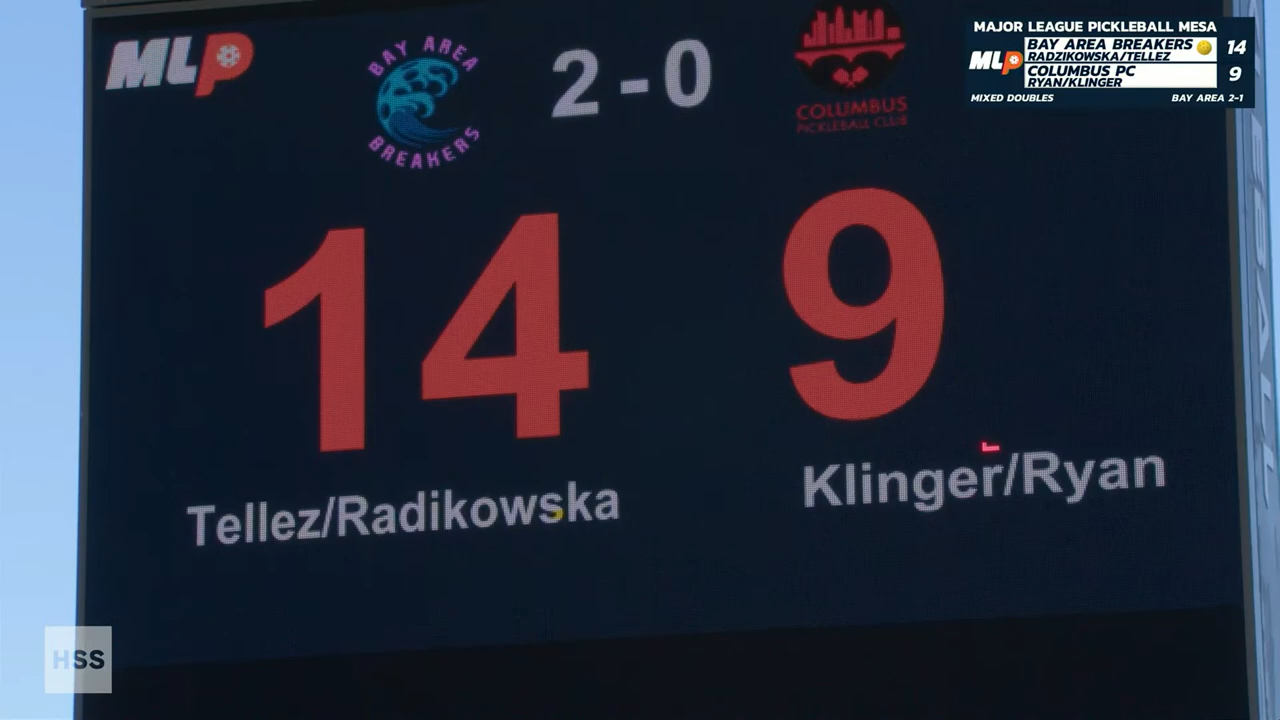 MLP
BAY AREA
BREAKERS
2-0
COLUMBUS
PICKLEBALL CLUB
14
9
Tellez/Radikowska
Klinger/Ryan
MAJOR LEAGUE PICKLEBALL MESA
MLP
BAY AREA BREAKERS 14
RADZIKOWSKA/TELLEZ
COLUMBUS PC 9
RYAN/KLINGER
MIXED DOUBLES BAY AREA 2-1
HSS